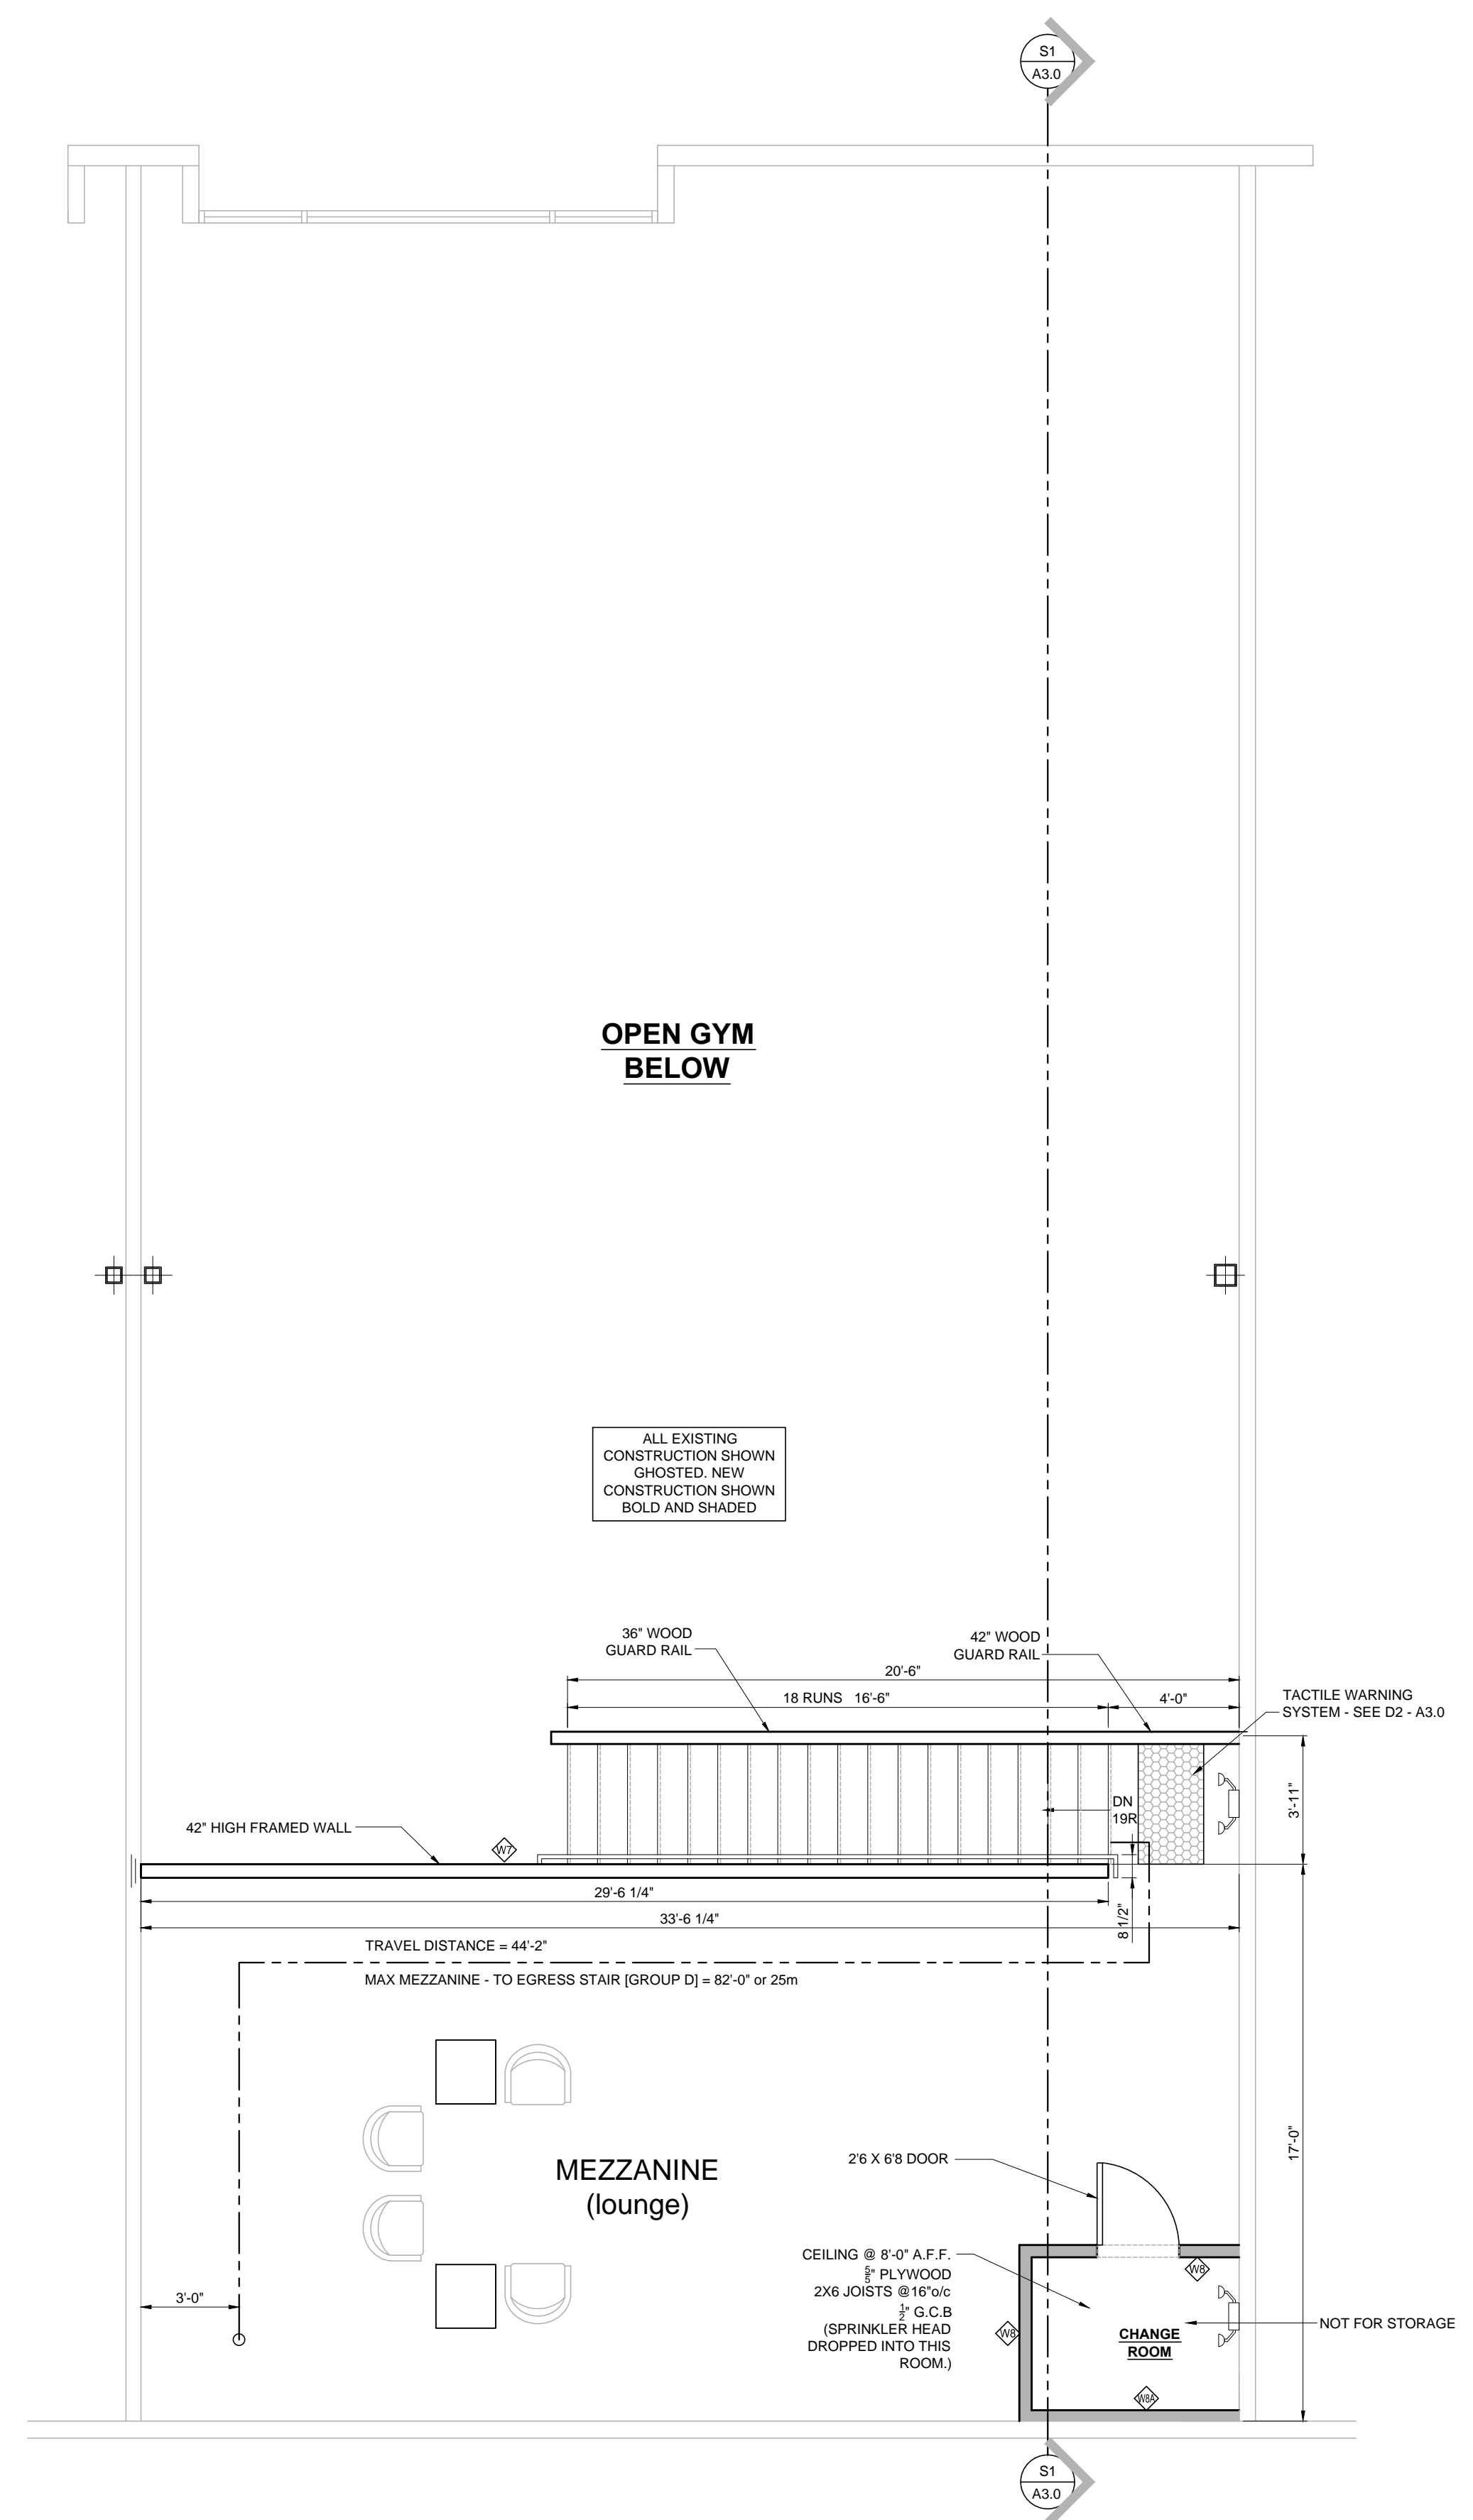 S1
A3.0
OPEN GYM
BELOW
ALL EXISTING
CONSTRUCTION SHOWN
GHOSTED. NEW
CONSTRUCTION SHOWN
BOLD AND SHADED
36" WOOD
GUARD RAIL
42" WOOD
GUARD RAIL
20'-6"
18 RUNS 16'-6"
4'-0"
TACTILE WARNING
SYSTEM - SEE D2 - A3.0
3'-11"
DN
19R
42" HIGH FRAMED WALL
W7
29'-6 1/4"
8 1/2"
33'-6 1/4"
TRAVEL DISTANCE = 44'-2"
MAX MEZZANINE - TO EGRESS STAIR [GROUP D] = 82'-0" or 25m
17'-0"
MEZZANINE
(lounge)
2'6 X 6'8 DOOR
CEILING @ 8'-0" A.F.F.
5/5" PLYWOOD
2X6 JOISTS @16"o/c
1/2" G.C.B
(SPRINKLER HEAD
DROPPED INTO THIS
ROOM.)
W8
W8
3'-0"
NOT FOR STORAGE
CHANGE
ROOM
W8A
S1
A3.0